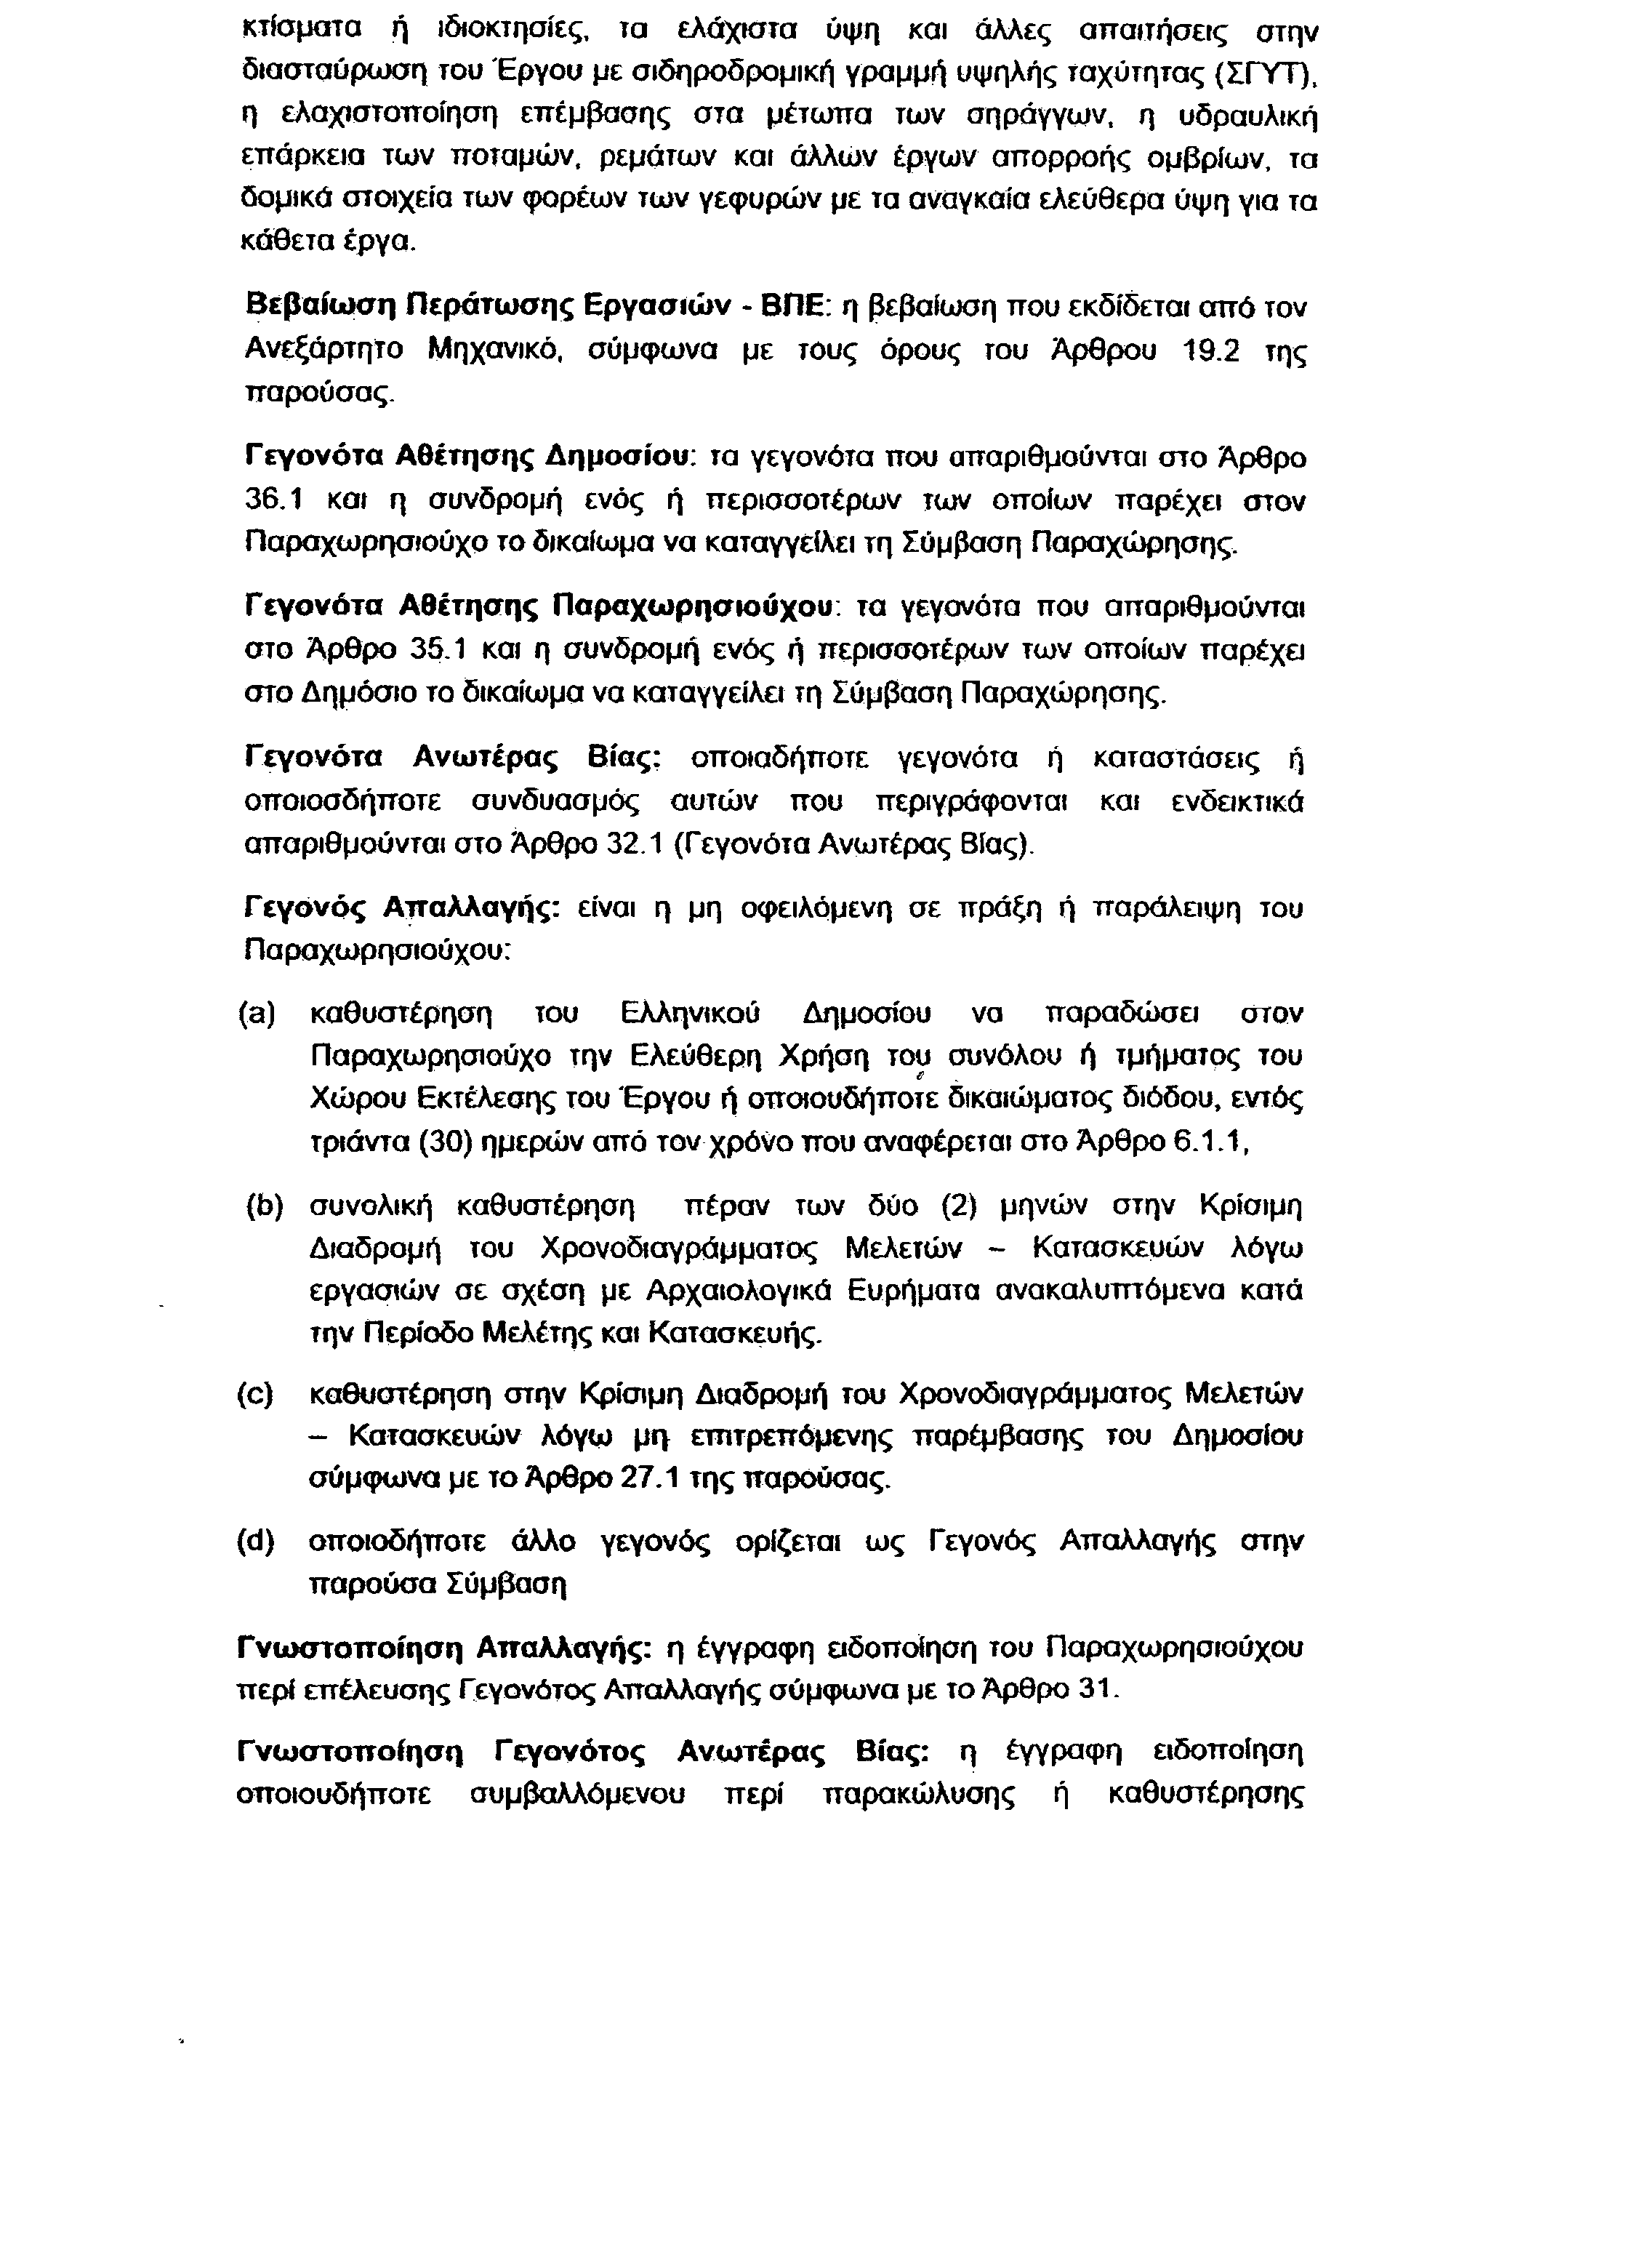 κτίσματα ή ιδιοκτησίες, τα ελάχιστα ύψη και άλλες απαιτήσεις στην
διασταύρωση του Έργου με σιδηροδρομική γραμμή υψηλής ταχύτητας (ΣΓΥΤ),
η ελαχιστοποίηση επέμβασης στα μέτωπα των σηράγγων, η υδραυλική
επάρκεια των ποταμών, ρεμάτων και άλλων έργων απορροής ομβρίων, τα
δομικά στοιχεία των φορέων των γεφυρών με τα αναγκαία ελεύθερα ύψη για τα
κάθετα έργα.
Βεβαίωση Περάτωσης Εργασιών - ΒΠΕ: η βεβαίωση που εκδίδεται από τον
Ανεξάρτητο Μηχανικό, σύμφωνα με τους όρους του Άρθρου 19.2 της
παρούσας.
Γεγονότα Αθέτησης Δημοσίου: τα γεγονότα που απαριθμούνται στο Άρθρο
36.1 και η συνδρομή ενός ή περισσοτέρων των οποίων παρέχει στον
Παραχωρησιούχο το δικαίωμα να καταγγείλει τη Σύμβαση Παραχώρησης.
Γεγονότα Αθέτησης Παραχωρησιούχου: τα γεγονότα που απαριθμούνται
στο Άρθρο 35.1 και η συνδρομή ενός ή περισσοτέρων των οποίων παρέχει
στο Δημόσιο το δικαίωμα να καταγγείλει τη Σύμβαση Παραχώρησης.
Γεγονότα Ανωτέρας Βίας: οποιαδήποτε γεγονότα ή καταστάσεις ή
οποιοσδήποτε συνδυασμός αυτών που περιγράφονται και ενδεικτικά
απαριθμούνται στο Άρθρο 32.1 (Γεγονότα Ανωτέρας Βίας).
Γεγονός Απαλλαγής: είναι η μη οφειλόμενη σε πράξη ή παράλειψη του
Παραχωρησιούχου:
(a) καθυστέρηση του Ελληνικού Δημοσίου να παραδώσει στον
Παραχωρησιούχο την Ελεύθερη Χρήση του συνόλου ή τμήματος του
Χώρου Εκτέλεσης του Έργου ή οποιουδήποτε δικαιώματος διόδου, εντός
τριάντα (30) ημερών από τον χρόνο που αναφέρεται στο Άρθρο 6.1.1,
(b) συνολική καθυστέρηση πέραν των δύο (2) μηνών στην Κρίσιμη
Διαδρομή του Χρονοδιαγράμματος Μελετών – Κατασκευών λόγω
εργασιών σε σχέση με Αρχαιολογικά Ευρήματα ανακαλυπτόμενα κατά
την Περίοδο Μελέτης και Κατασκευής.
(c) καθυστέρηση στην Κρίσιμη Διαδρομή του Χρονοδιαγράμματος Μελετών
– Κατασκευών λόγω μη επιτρεπόμενης παρέμβασης του Δημοσίου
σύμφωνα με το Άρθρο 27.1 της παρούσας.
(d) οποιοδήποτε άλλο γεγονός ορίζεται ως Γεγονός Απαλλαγής στην
παρούσα Σύμβαση
Γνωστοποίηση Απαλλαγής: η έγγραφη ειδοποίηση του Παραχωρησιούχου
περί επέλευσης Γεγονότος Απαλλαγής σύμφωνα με το Άρθρο 31.
Γνωστοποίηση Γεγονότος Ανωτέρας Βίας: η έγγραφη ειδοποίηση
οποιουδήποτε συμβαλλόμενου περί παρακώλυσης ή καθυστέρησης